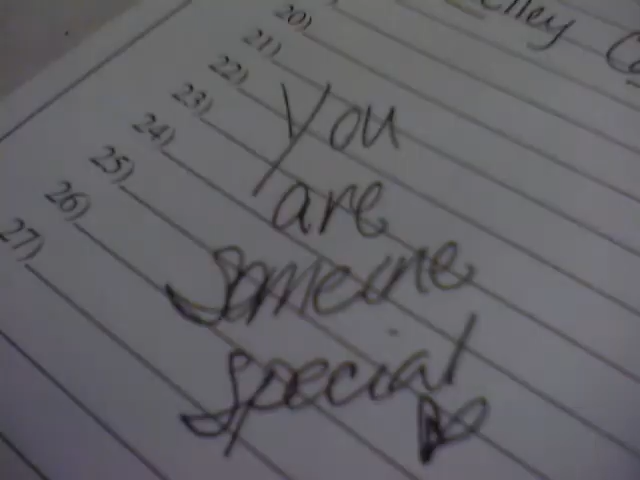 20)
21)
22)
23)
24)
25)
26)
27)
You
are
someone
special